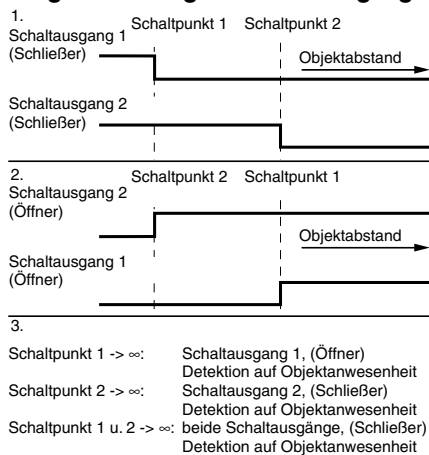 1.
Schaltpunkt 1 Schaltpunkt 2
Schaltausgang 1
(Schließer)
Objektabstand
Schaltausgang 2
(Schließer)
2.
Schaltpunkt 2 Schaltpunkt 1
Schaltausgang 2
(Öffner)
Objektabstand
Schaltausgang 1
(Öffner)
3.
Schaltpunkt 1 -> ∞: Schaltausgang 1, (Öffner)
Detektion auf Objektanwesenheit
Schaltpunkt 2 -> ∞: Schaltausgang 2, (Schließer)
Detektion auf Objektanwesenheit
Schaltpunkt 1 u. 2 -> ∞: beide Schaltausgänge, (Schließer)
Detektion auf Objektanwesenheit